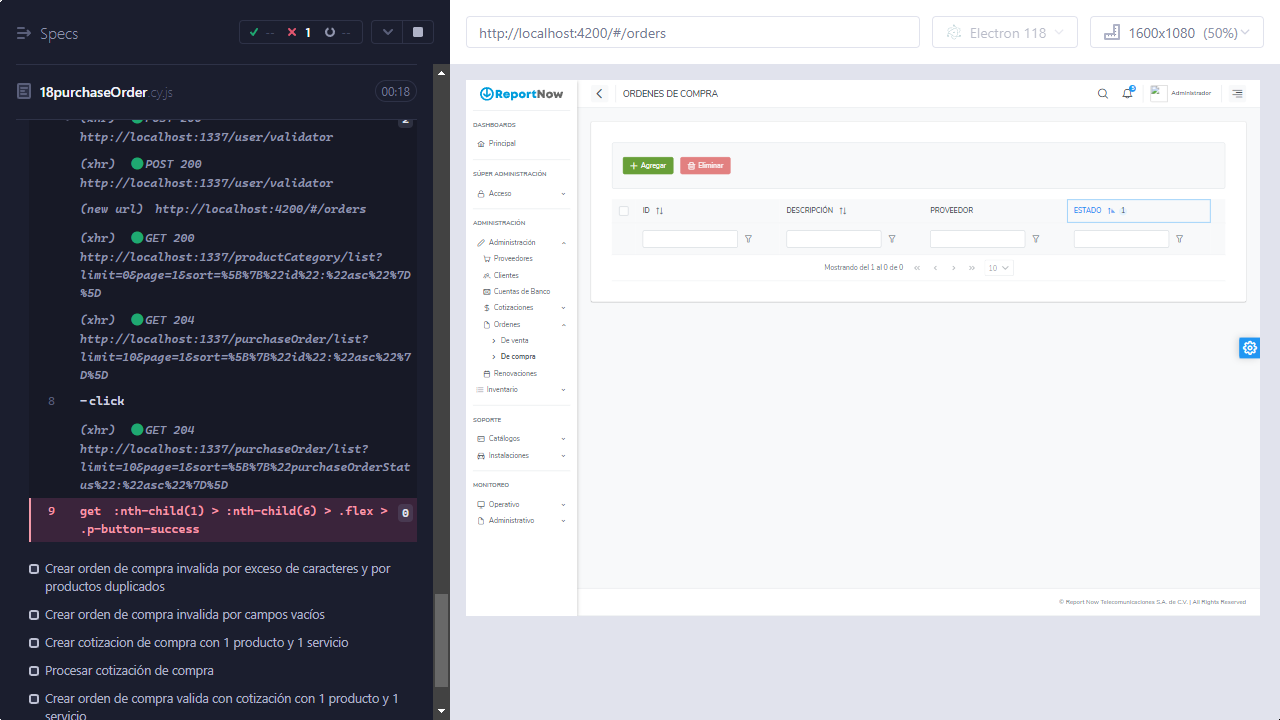 Specs
-- 1 --
18purchaseOrder.cy.js 00:18
(xhr) POST 200 2
http://localhost:1337/user/validator
(xhr) POST 200
http://localhost:1337/user/validator
(new url) http://localhost:4200/#/orders
(xhr) GET 200
http://localhost:1337/productCategory/list?
limit=0&page=1&sort=%5B%7B%22id%22:%22asc%22%7D
%5D
(xhr) GET 204
http://localhost:1337/purchaseOrder/list?
limit=10&page=1&sort=%5B%7B%22id%22:%22asc%22%7
D%5D
8 -click
(xhr) GET 204
http://localhost:1337/purchaseOrder/list?
limit=10&page=1&sort=%5B%7B%22purchaseOrderStat
us%22:%22asc%22%7D%5D
9 get :nth-child(1) > :nth-child(6) > .flex > 0
.p-button-success
Crear orden de compra invalida por exceso de caracteres y por
productos duplicados
Crear orden de compra invalida por campos vacíos
Crear cotizacion de compra con 1 producto y 1 servicio
Procesar cotización de compra
Crear orden de compra valida con cotización con 1 producto y 1
servicio
http://localhost:4200/#/orders
Electron 118
1600x1080 (50%)
ReportNow
DASHBOARDS
Principal
SÚPER ADMINISTRACIÓN
Acceso
ADMINISTRACIÓN
Administración
Proveedores
Clientes
Cuentas de Banco
Cotizaciones
Ordenes
De venta
De compra
Renovaciones
Inventario
SOPORTE
Catálogos
Instalaciones
MONITOREO
Operativo
Administrativo
ORDENES DE COMPRA
Administrador
Agregar Eliminar
ID DESCRIPCIÓN PROVEEDOR ESTADO 1
Mostrando del 1 al 0 de 0 « ‹ › » 10
© Report Now Telecomunicaciones S.A. de C.V. | All Rights Reserved